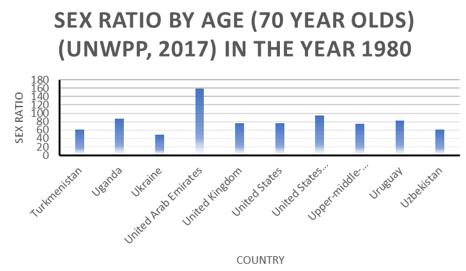 SEX RATIO BY AGE (70 YEAR OLDS)
(UNWPP, 2017) IN THE YEAR 1980
SEX RATIO
180
160
140
120
100
80
60
40
20
0
Turkmenistan
Uganda
Ukraine
United Arab Emirates
United Kingdom
United States
United States...
Upper-middle-...
Uruguay
Uzbekistan
COUNTRY